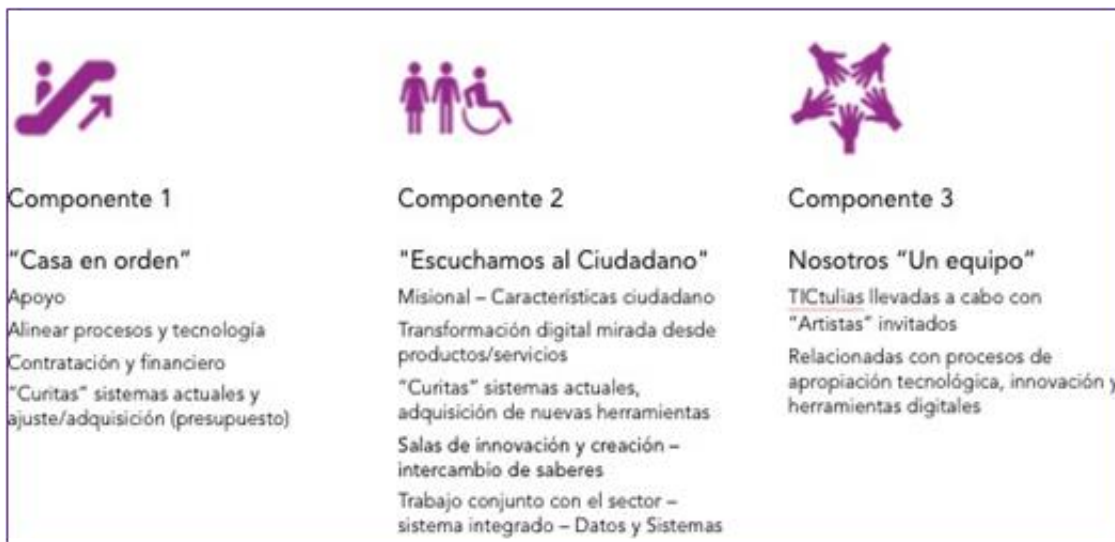 Componente 1
"Casa en orden"
Apoyo
Alinear procesos y tecnología
Contratación y financiero
"Curitas" sistemas actuales y
ajuste/adquisición (presupuesto)
Componente 2
"Escuchamos al Ciudadano"
Misional – Características ciudadano
Transformación digital mirada desde
productos/servicios
"Curitas" sistemas actuales,
adquisición de nuevas herramientas
Salas de innovación y creación –
intercambio de saberes
Trabajo conjunto con el sector –
sistema integrado – Datos y Sistemas
Componente 3
Nosotros "Un equipo"
TICtulias llevadas a cabo con
"Artistas" invitados
Relacionadas con procesos de
apropiación tecnológica, innovación y
herramientas digitales